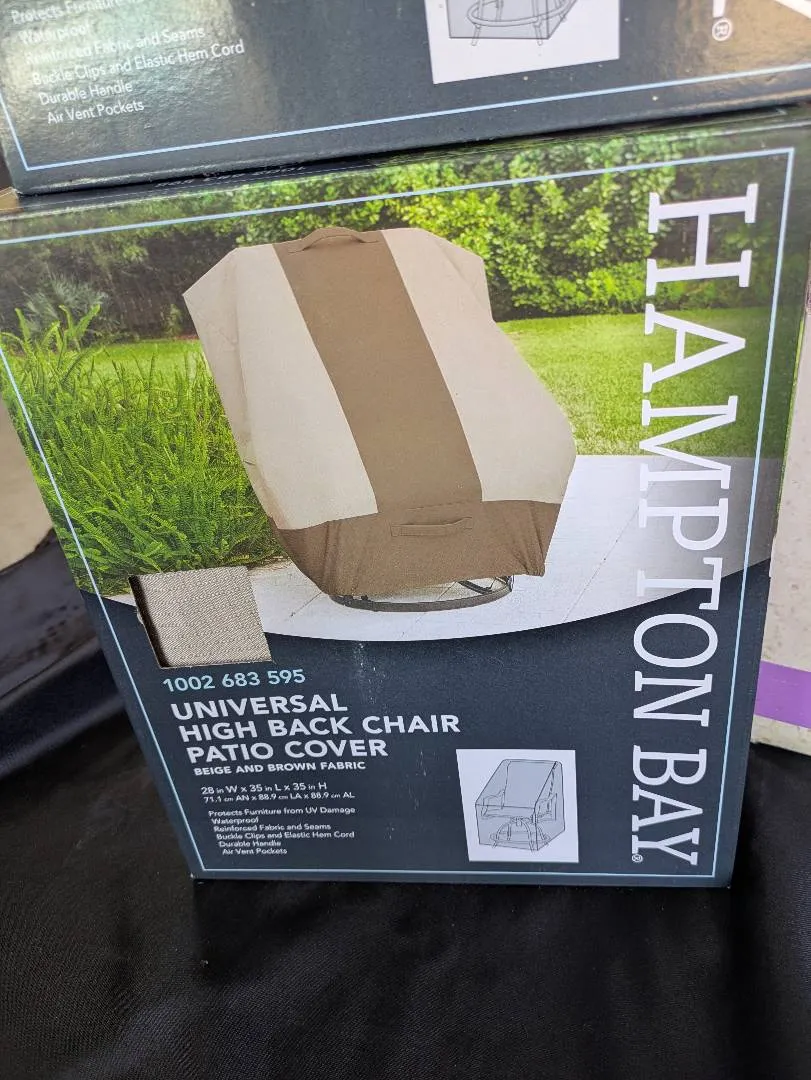 Protects Furniture
Waterproof
Reinforced Fabric and Seams
Buckle Clips and Elastic Hem Cord
Durable Handle
Air Vent Pockets
®
HAMPTON BAY®
1002 683 595
UNIVERSAL
HIGH BACK CHAIR
PATIO COVER
BEIGE AND BROWN FABRIC
28 in W x 35 in L x 35 in H
71.1 cm AN x 88.9 cm LA x 88.9 cm AL
Protects Furniture from UV Damage
Waterproof
Reinforced Fabric and Seams
Buckle Clips and Elastic Hem Cord
Durable Handle
Air Vent Pockets